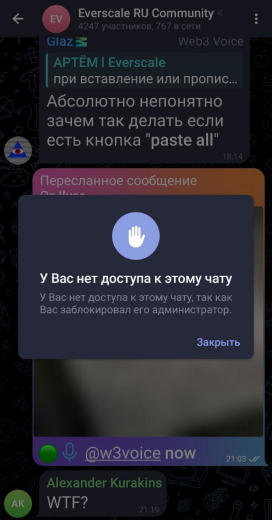 EV
Everscale RU Community
4247 участников, 767 в сети
Glaz
Web3 Voice
АРТЁМ l Everscale
при вставление или пропис...
Абсолютно непонятно
зачем так делать если
есть кнопка "paste all"
18:14
Пересланное сообщение
У Вас нет доступа к этому чату
У Вас нет доступа к этому чату, так как
Вас заблокировал его администратор.
Закрыть
@w3voice now
21:03
Alexander Kurakins
AK
WTF?
21:19